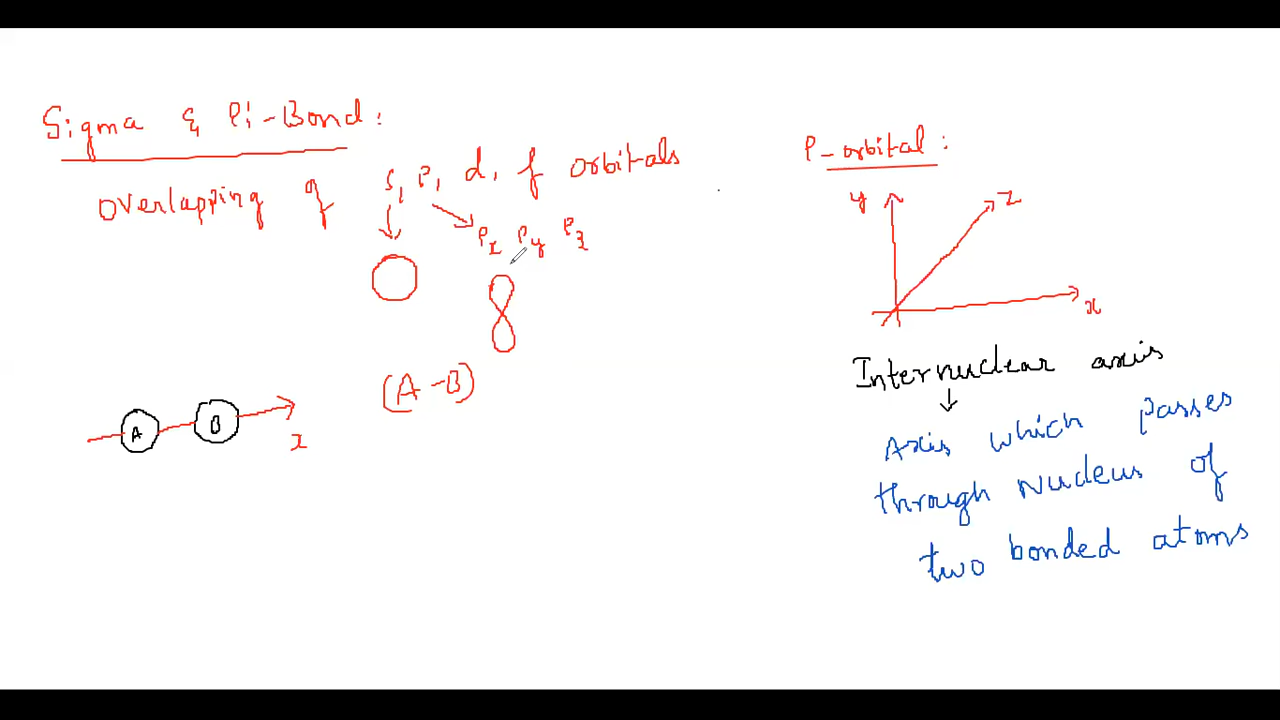 Sigma & Pi-Bond:
Overlapping of s, p, d, f orbitals
Px Py Pz
(A-B)
A B
x
P-orbital:
y
z
x
Internuclear axis
Axis which passes
through Nucleus of
two bonded atoms